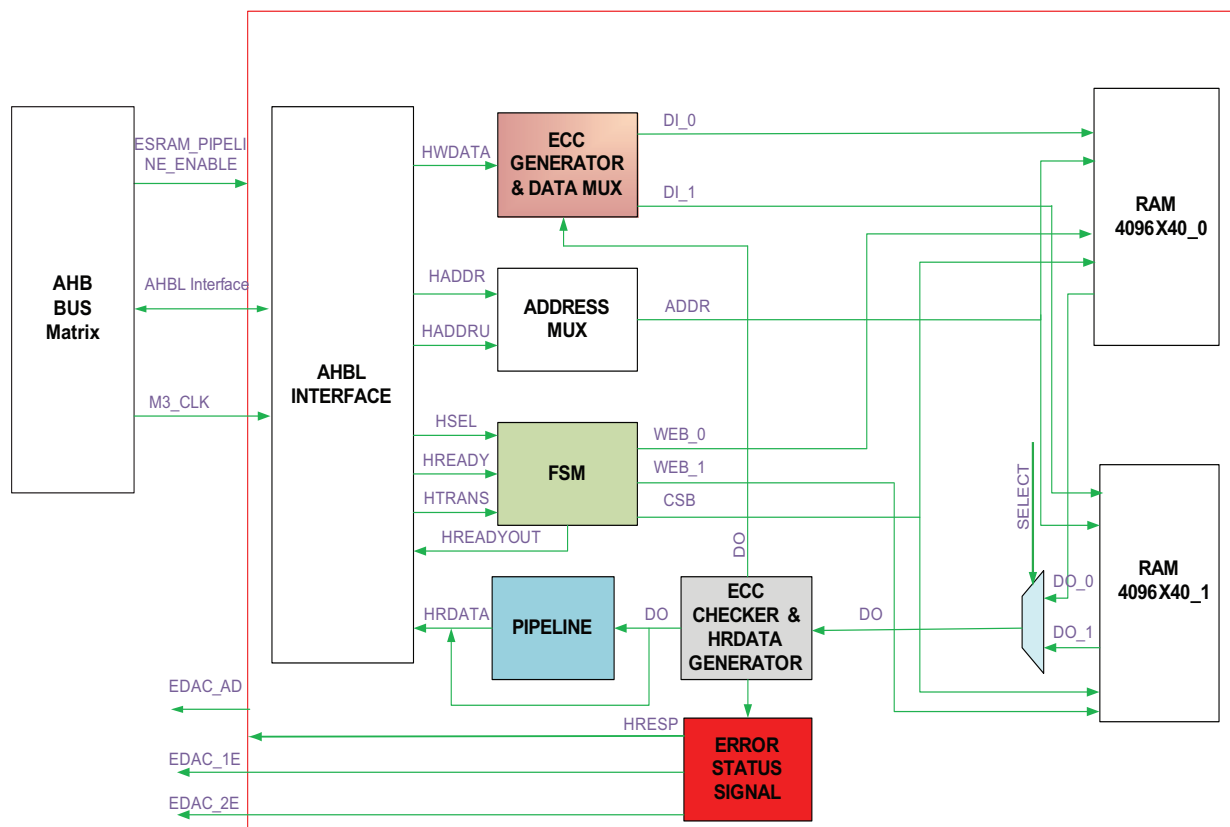 ESRAM_PIPELI
NE_ENABLE
AHB
BUS
Matrix
AHBL Interface
M3_CLK
AHBL
INTERFACE
HWDATA
ECC
GENERATOR
& DATA MUX
DI_0
DI_1
HADDR
HADDRU
ADDRESS
MUX
ADDR
HSEL
HREADY
HTRANS
HREADYOUT
FSM
WEB_0
WEB_1
CSB
DO
HRDATA
PIPELINE
DO
ECC
CHECKER &
HRDATA
GENERATOR
DO
SELECT
DO_0
DO_1
RAM
4096X40_0
RAM
4096X40_1
EDAC_AD
HRESP
EDAC_1E
EDAC_2E
ERROR
STATUS
SIGNAL